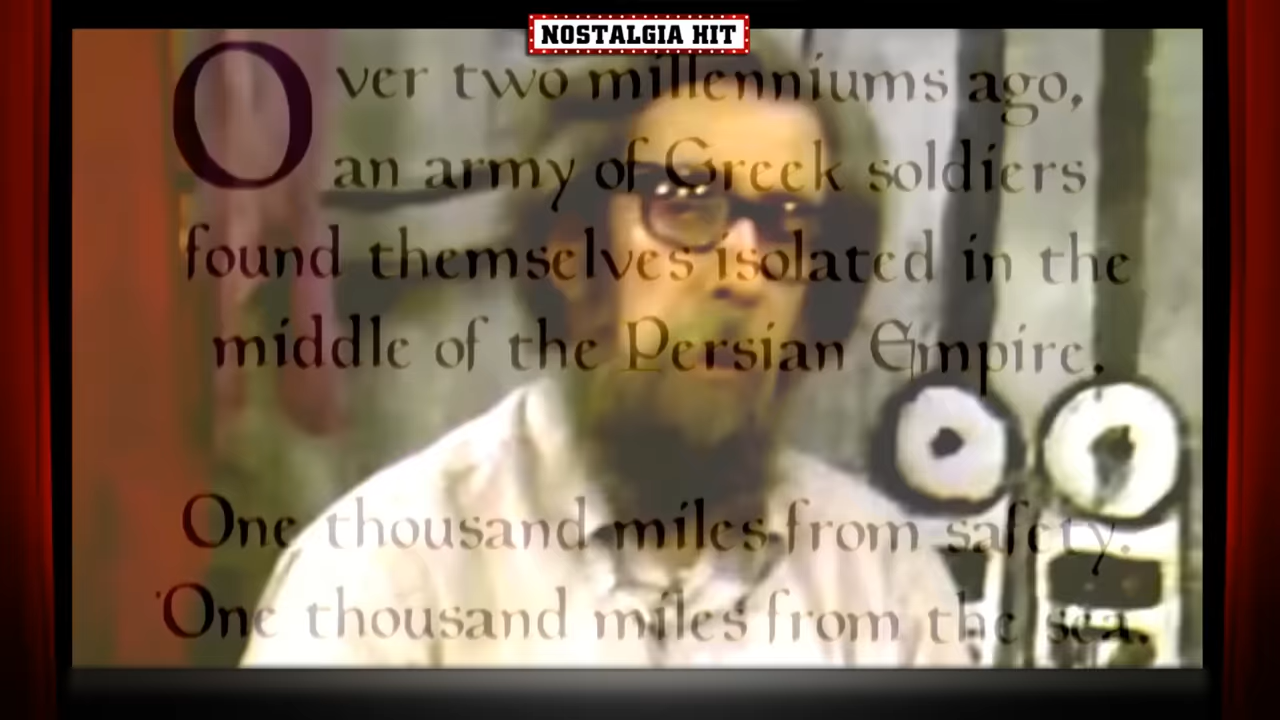 NOSTALGIA HIT
Over two millenniums ago,
an army of Greek soldiers
found themselves isolated in the
middle of the Persian Empire.
One thousand miles from safety.
One thousand miles from the sea.